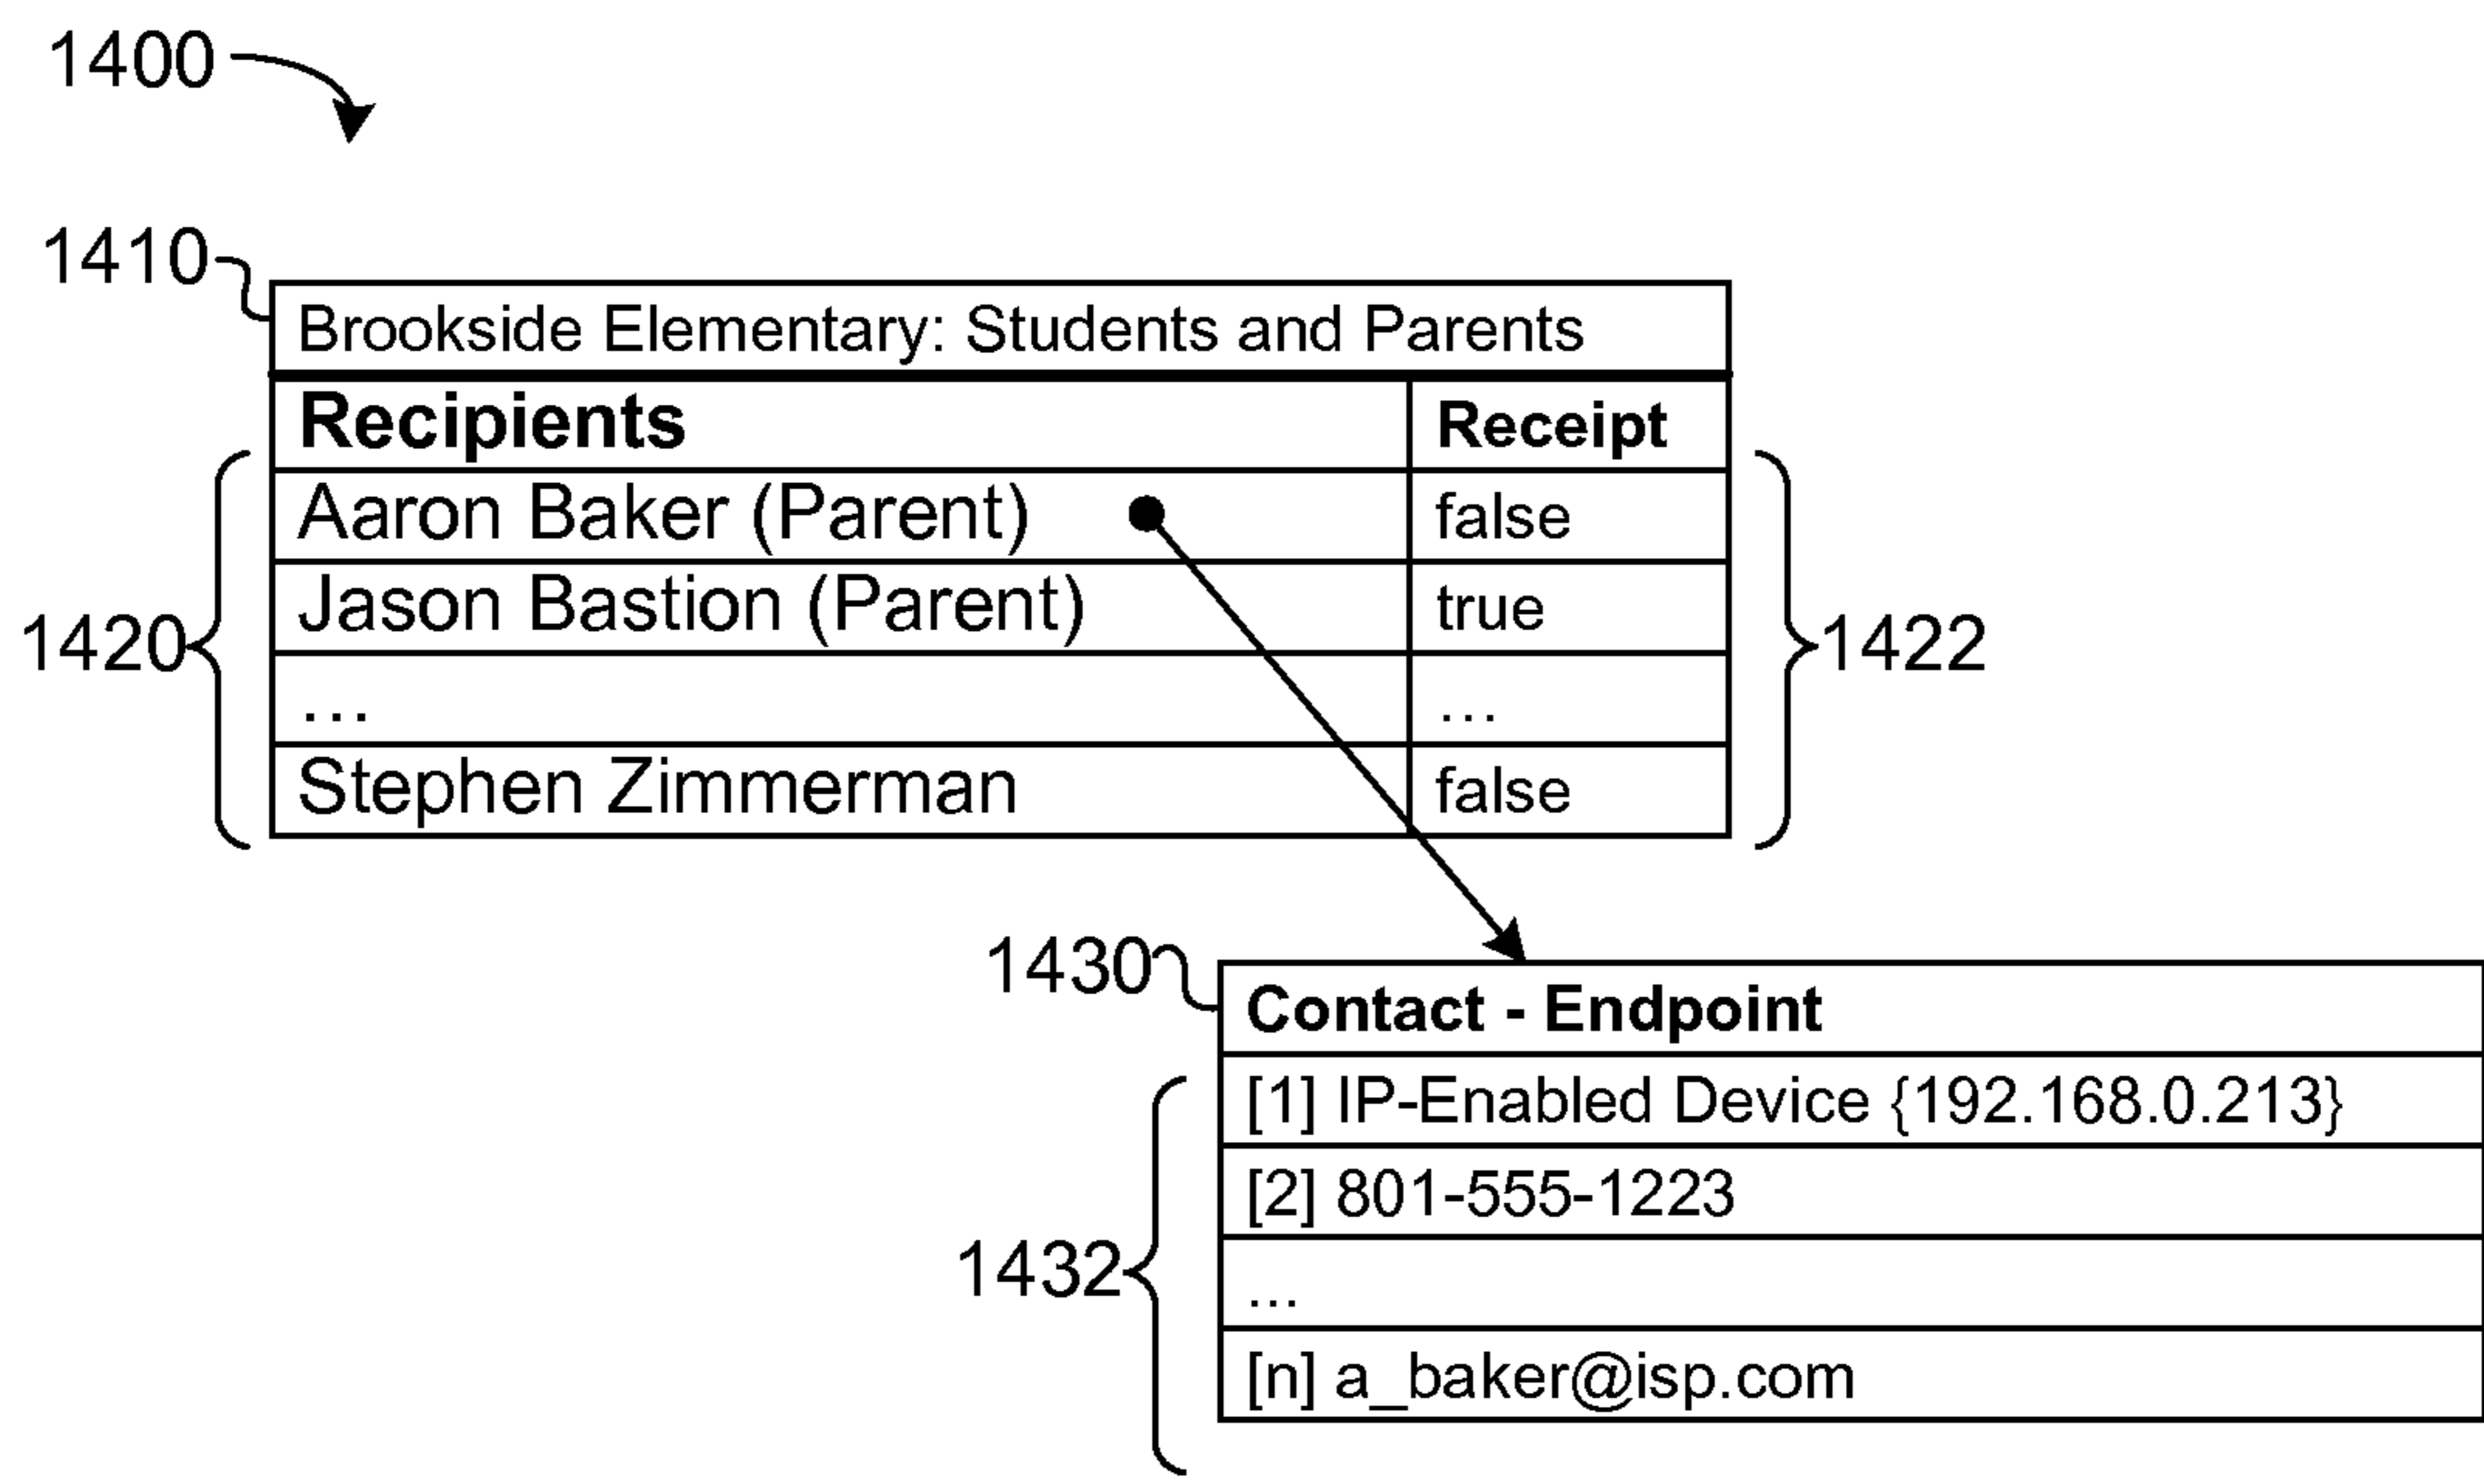 1400
1410
Brookside Elementary: Students and Parents
Recipients Receipt
Aaron Baker (Parent) false
1420 Jason Bastion (Parent) true 1422
... ...
Stephen Zimmerman false
1430
Contact - Endpoint
[1] IP-Enabled Device {192.168.0.213}
[2] 801-555-1223
1432
...
[n] a_baker@isp.com